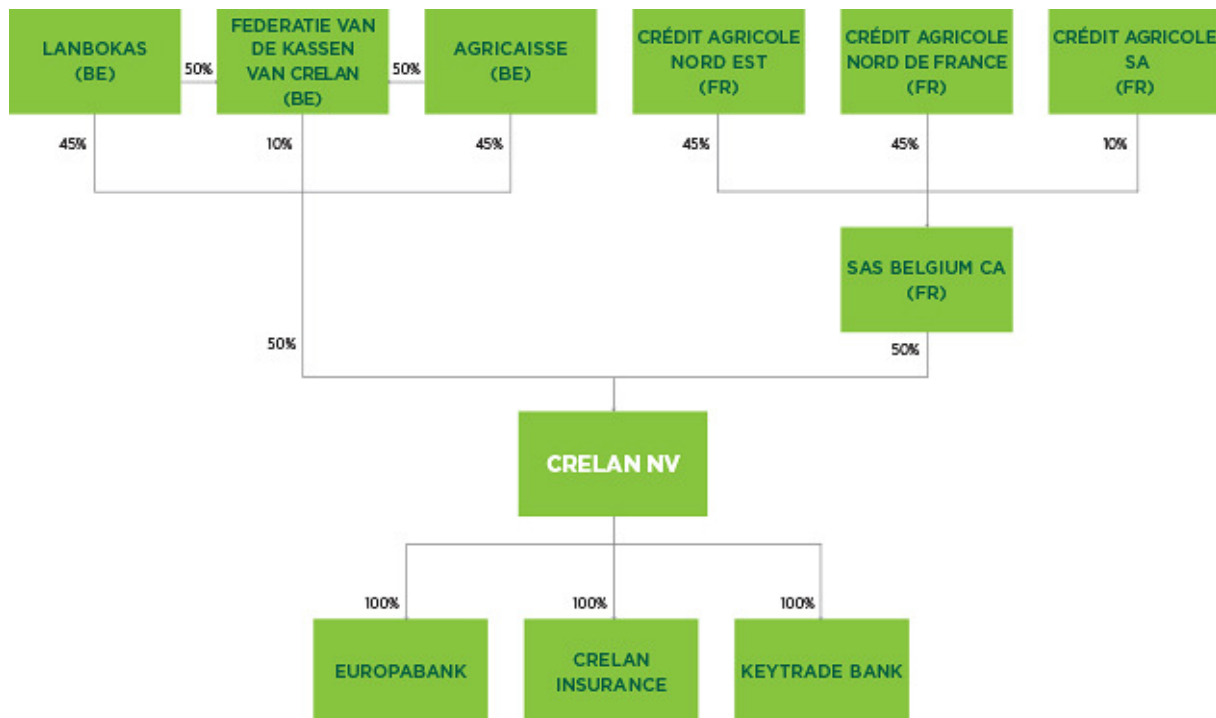 LANBOKAS
(BE)
50%
FEDERATIE VAN
DE KASSEN
VAN CRELAN
(BE)
50%
AGRICAISSE
(BE)
CRÉDIT AGRICOLE
NORD EST
(FR)
CRÉDIT AGRICOLE
NORD DE FRANCE
(FR)
CRÉDIT AGRICOLE
SA
(FR)
45%
10%
45%
45%
45%
10%
SAS BELGIUM CA
(FR)
50%
50%
CRELAN NV
100%
100%
100%
EUROPABANK
CRELAN
INSURANCE
KEYTRADE BANK